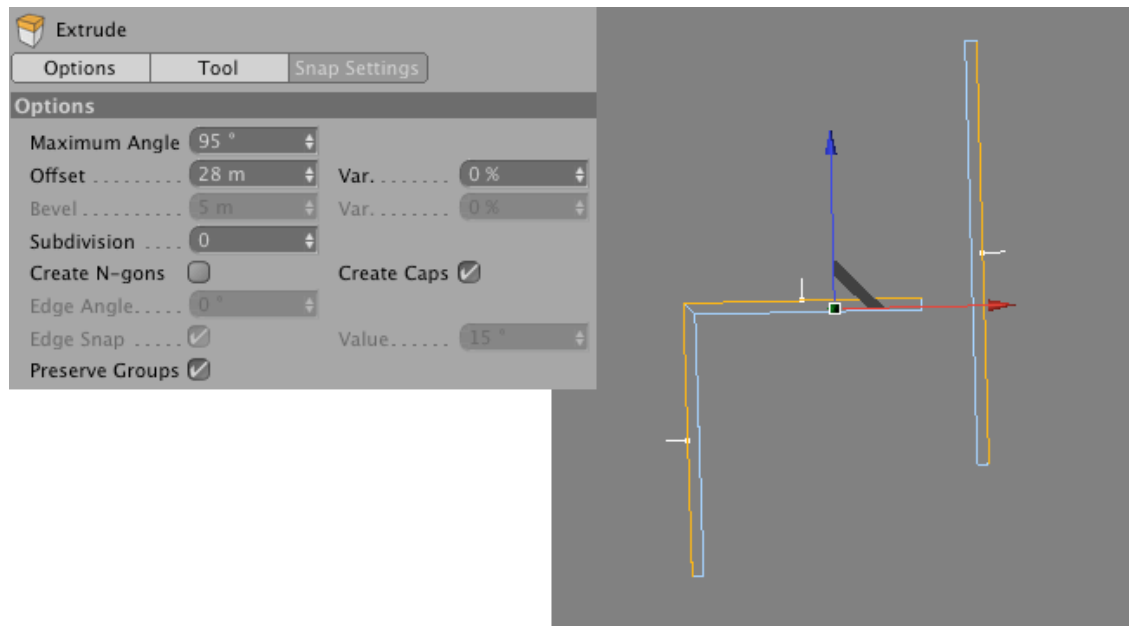 Extrude
Options Tool Snap Settings
Options
Maximum Angle 95 °
Offset ......... 28 m Var. ....... 0 %
Bevel .......... 5 m Var. ....... 0 %
Subdivision .... 0
Create N-gons Create Caps
Edge Angle..... 0 °
Edge Snap ..... Value...... 15 °
Preserve Groups